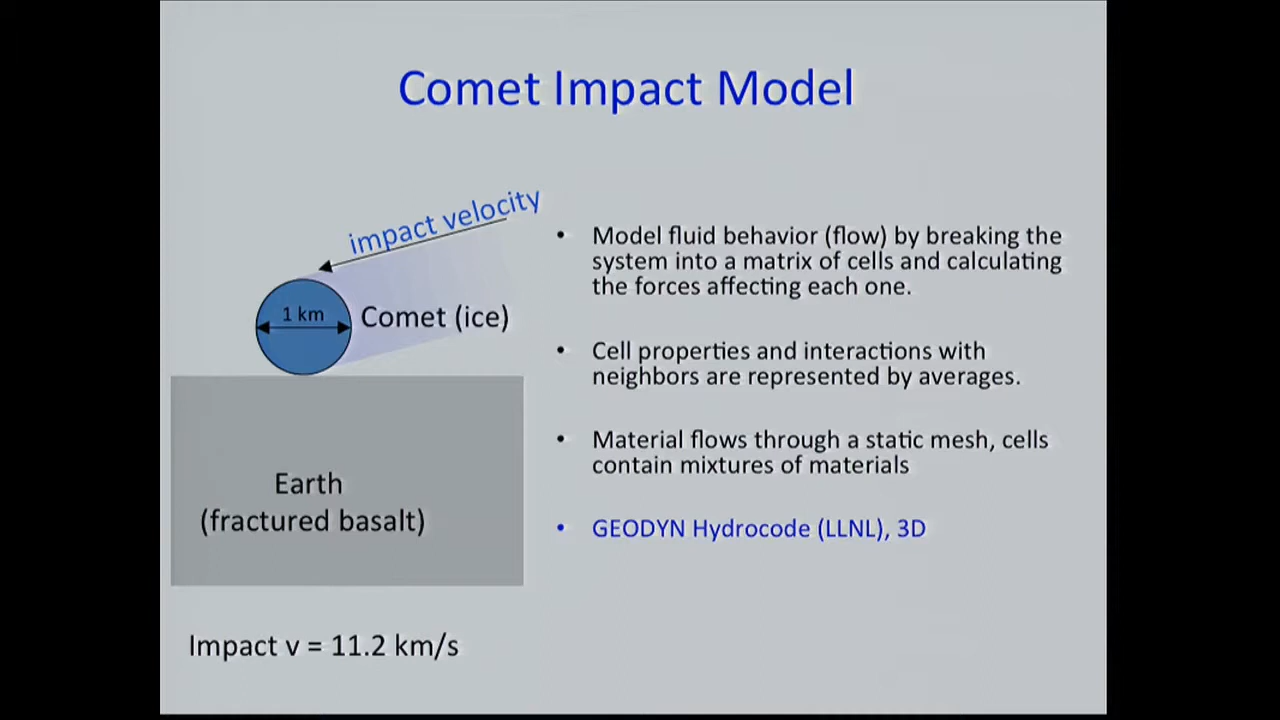 Comet Impact Model
impact velocity
1 km
Comet (ice)
Earth
(fractured basalt)
Impact v = 11.2 km/s
• Model fluid behavior (flow) by breaking the
system into a matrix of cells and calculating
the forces affecting each one.
• Cell properties and interactions with
neighbors are represented by averages.
• Material flows through a static mesh, cells
contain mixtures of materials
• GEODYN Hydrocode (LLNL), 3D